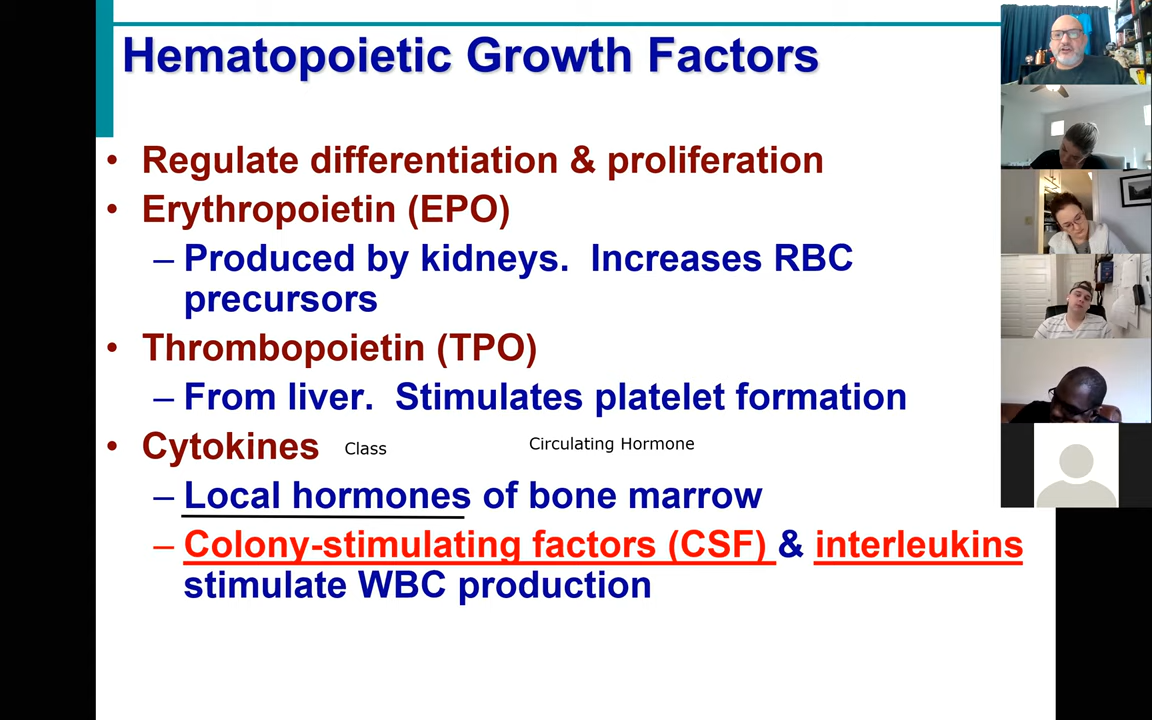 Hematopoietic Growth Factors
• Regulate differentiation & proliferation
• Erythropoietin (EPO)
– Produced by kidneys.  Increases RBC
precursors
• Thrombopoietin (TPO)
– From liver.  Stimulates platelet formation
• Cytokines Class Circulating Hormone
– Local hormones of bone marrow
– Colony-stimulating factors (CSF) & interleukins
stimulate WBC production